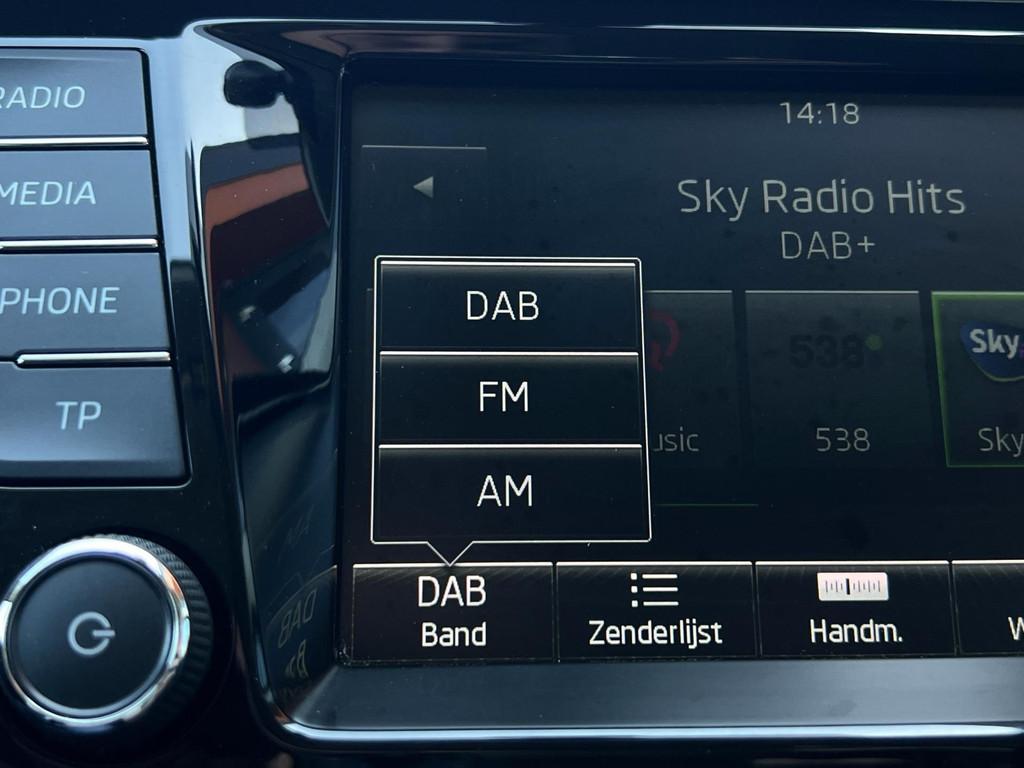 RADIO
MEDIA
PHONE
TP
14:18
Sky Radio Hits
DAB+
DAB
FM
AM
538
Sky
usic
538
Sky
DAB
Band
Zenderlijst
Handm.
W